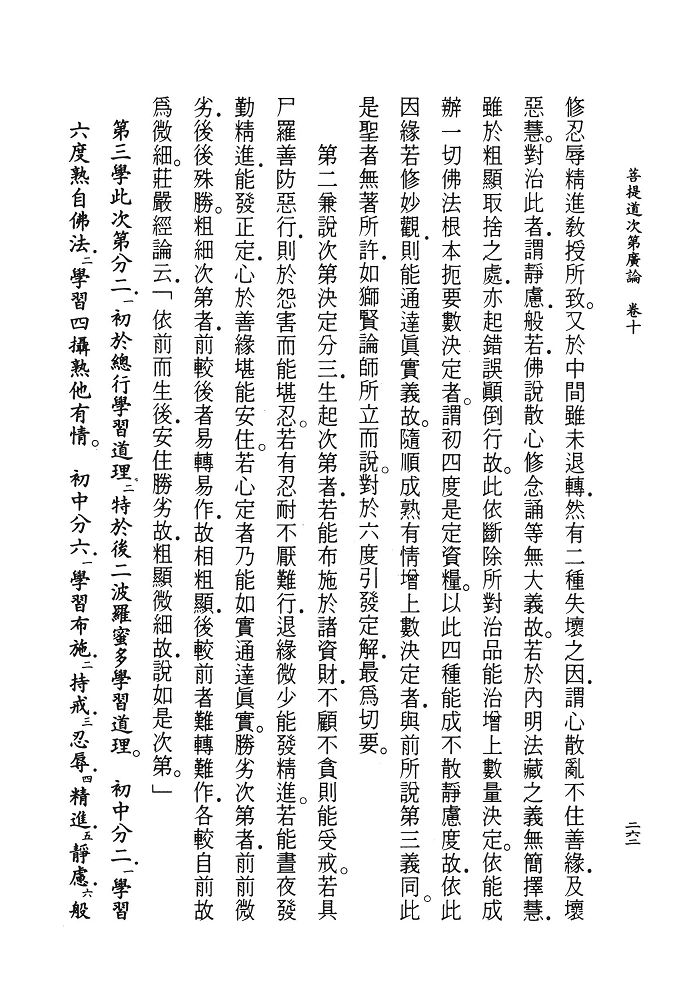 菩提道次第廣論　卷十
二六二
修忍辱精進敎授所致。又於中間雖未退轉．然有二種失壞之因．謂心散亂不住善緣．及壞
惡慧。對治此者．謂靜慮．般若．佛說散心修念誦等無大義故。若於內明法藏之義無簡擇慧．
雖於粗顯取捨之處．亦起錯誤顚倒行故。此依斷除所對治品能治增上數量決定。依能成
辦一切佛法根本扼要數決定者。謂初四度是定資糧。以此四種能成不散靜慮度故．依此
因緣若修妙觀．則能通達眞實義故。隨順成熟有情增上數決定者．與前所說第三義同。此
是聖者無著所許．如獅賢論師所立而說。對於六度引發定解．最爲切要。
第二兼說次第決定分三．生起次第者．若能布施於諸資財．不顧不貪則能受戒。若具
尸羅善防惡行．則於怨害而能堪忍。若有忍耐不厭難行．退緣微少能發精進。若能晝夜發
勤精進．能發正定．心於善緣堪能安住。若心定者乃能如實通達眞實。勝劣次第者．前前微
劣．後後殊勝。粗細次第者．前較後者易轉易作．故相粗顯．後較前者難轉難作．各較自前故
爲微細。莊嚴經論云．「依前而生後．安住勝劣故．粗顯微細故．說如是次第。」
第三學此次第分二．一初於總行學習道理．二特於後二波羅蜜多學習道理。　初中分二．一學習
六度熟自佛法．二學習四攝熟他有情。　初中分六．一學習布施．二持戒．三忍辱．四精進．五靜慮．六般